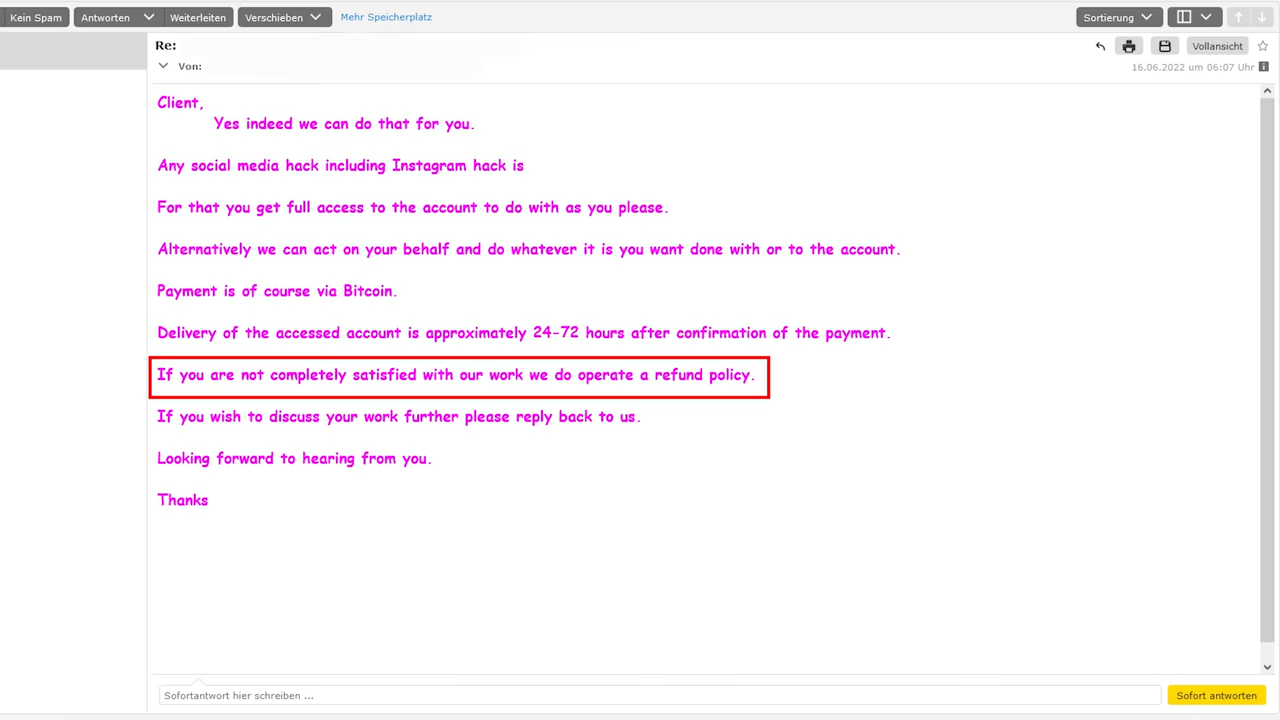 Kein Spam
Antworten
Weiterleiten
Verschieben
Mehr Speicherplatz
Sortierung
Re:
Vollansicht
Von:
16.06.2022 um 06:07 Uhr
Client,
Yes indeed we can do that for you.
Any social media hack including Instagram hack is
For that you get full access to the account to do with as you please.
Alternatively we can act on your behalf and do whatever it is you want done with or to the account.
Payment is of course via Bitcoin.
Delivery of the accessed account is approximately 24-72 hours after confirmation of the payment.
If you are not completely satisfied with our work we do operate a refund policy.
If you wish to discuss your work further please reply back to us.
Looking forward to hearing from you.
Thanks
Sofortantwort hier schreiben ...
Sofort antworten